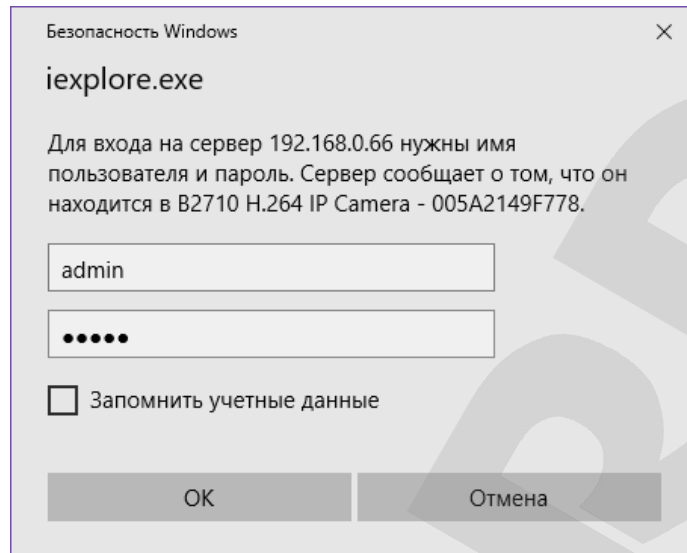 Безопасность Windows
iexplore.exe
Для входа на сервер 192.168.0.66 нужны имя
пользователя и пароль. Сервер сообщает о том, что он
находится в B2710 H.264 IP Camera - 005A2149F778.
admin
●●●●●
Запомнить учетные данные
OK
Отмена